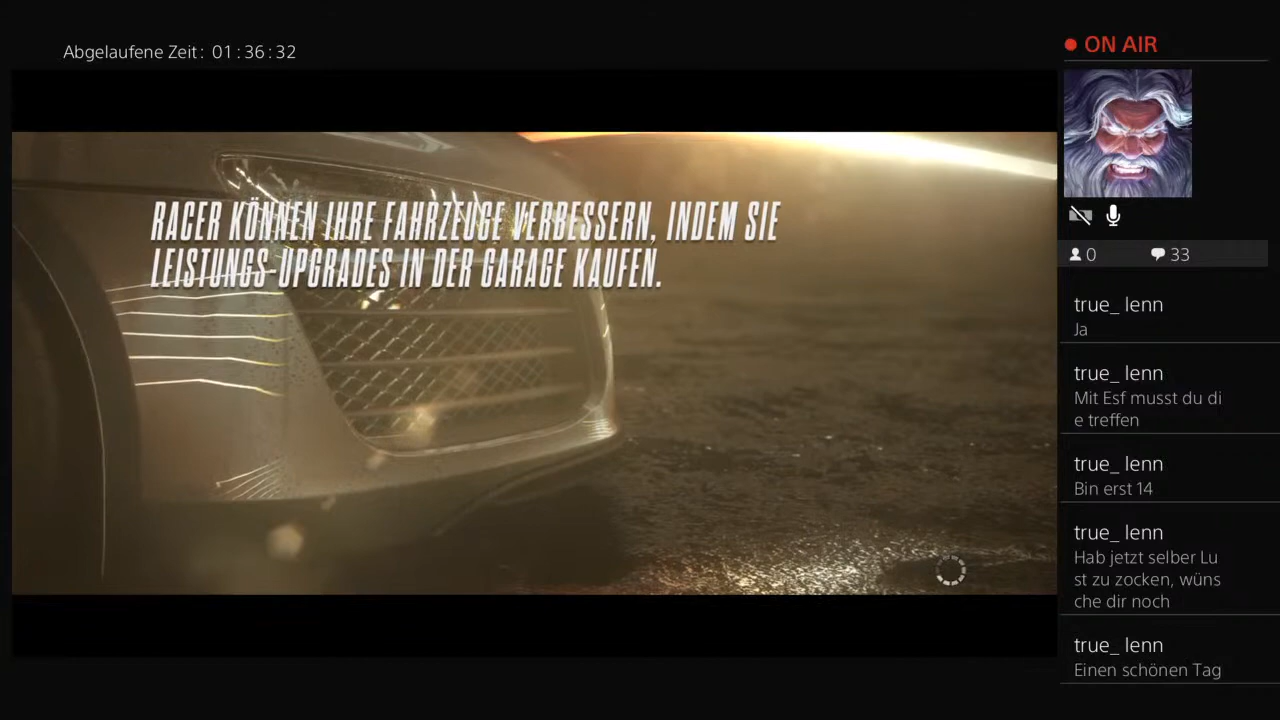 Abgelaufene Zeit: 01:36:32
ON AIR
RACER KÖNNEN IHRE FAHRZEUGE VERBESSERN, INDEM SIE
LEISTUNGS-UPGRADES IN DER GARAGE KAUFEN.
0 33
true_ lenn
Ja
true_ lenn
Mit Esf musst du di
e treffen
true_ lenn
Bin erst 14
true_ lenn
Hab jetzt selber Lu
st zu zocken, wüns
che dir noch
true_ lenn
Einen schönen Tag